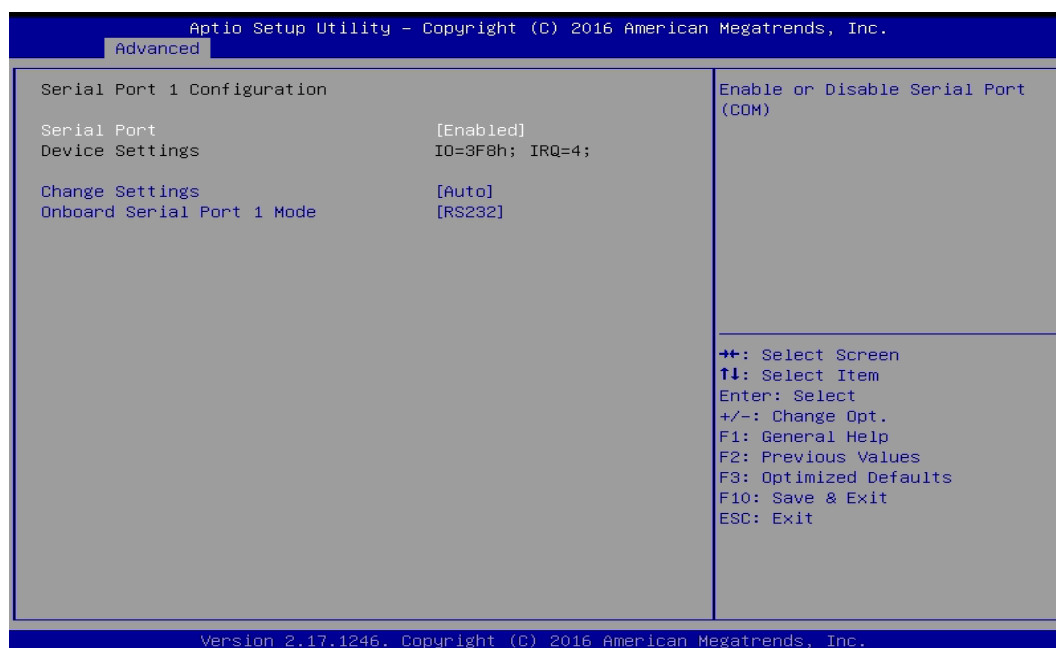 Aptio Setup Utility – Copyright (C) 2016 American Megatrends, Inc.
Advanced
Serial Port 1 Configuration
Serial Port [Enabled]
Device Settings IO=3F8h; IRQ=4;
Change Settings [Auto]
Onboard Serial Port 1 Mode [RS232]
Enable or Disable Serial Port
(COM)
→←: Select Screen
↑↓: Select Item
Enter: Select
+/-: Change Opt.
F1: General Help
F2: Previous Values
F3: Optimized Defaults
F10: Save & Exit
ESC: Exit
Version 2.17.1246. Copyright (C) 2016 American Megatrends, Inc.